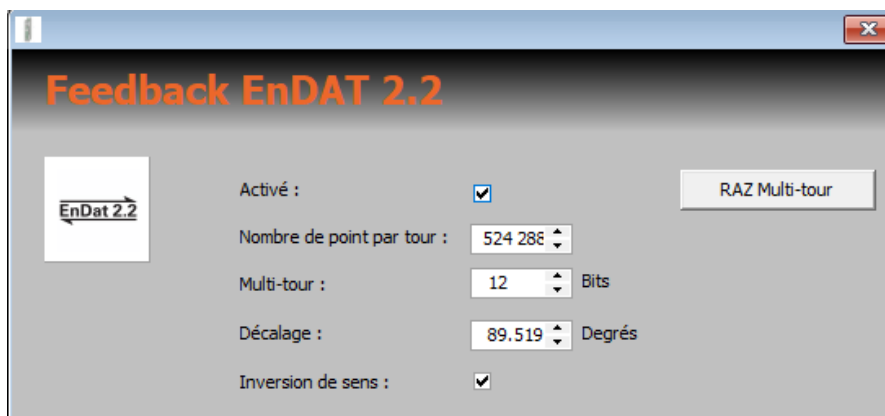 Feedback EnDAT 2.2
EnDat 2.2
Activé :
RAZ Multi-tour
Nombre de point par tour : 524 288
Multi-tour : 12 Bits
Décalage : 89.519 Degrés
Inversion de sens :